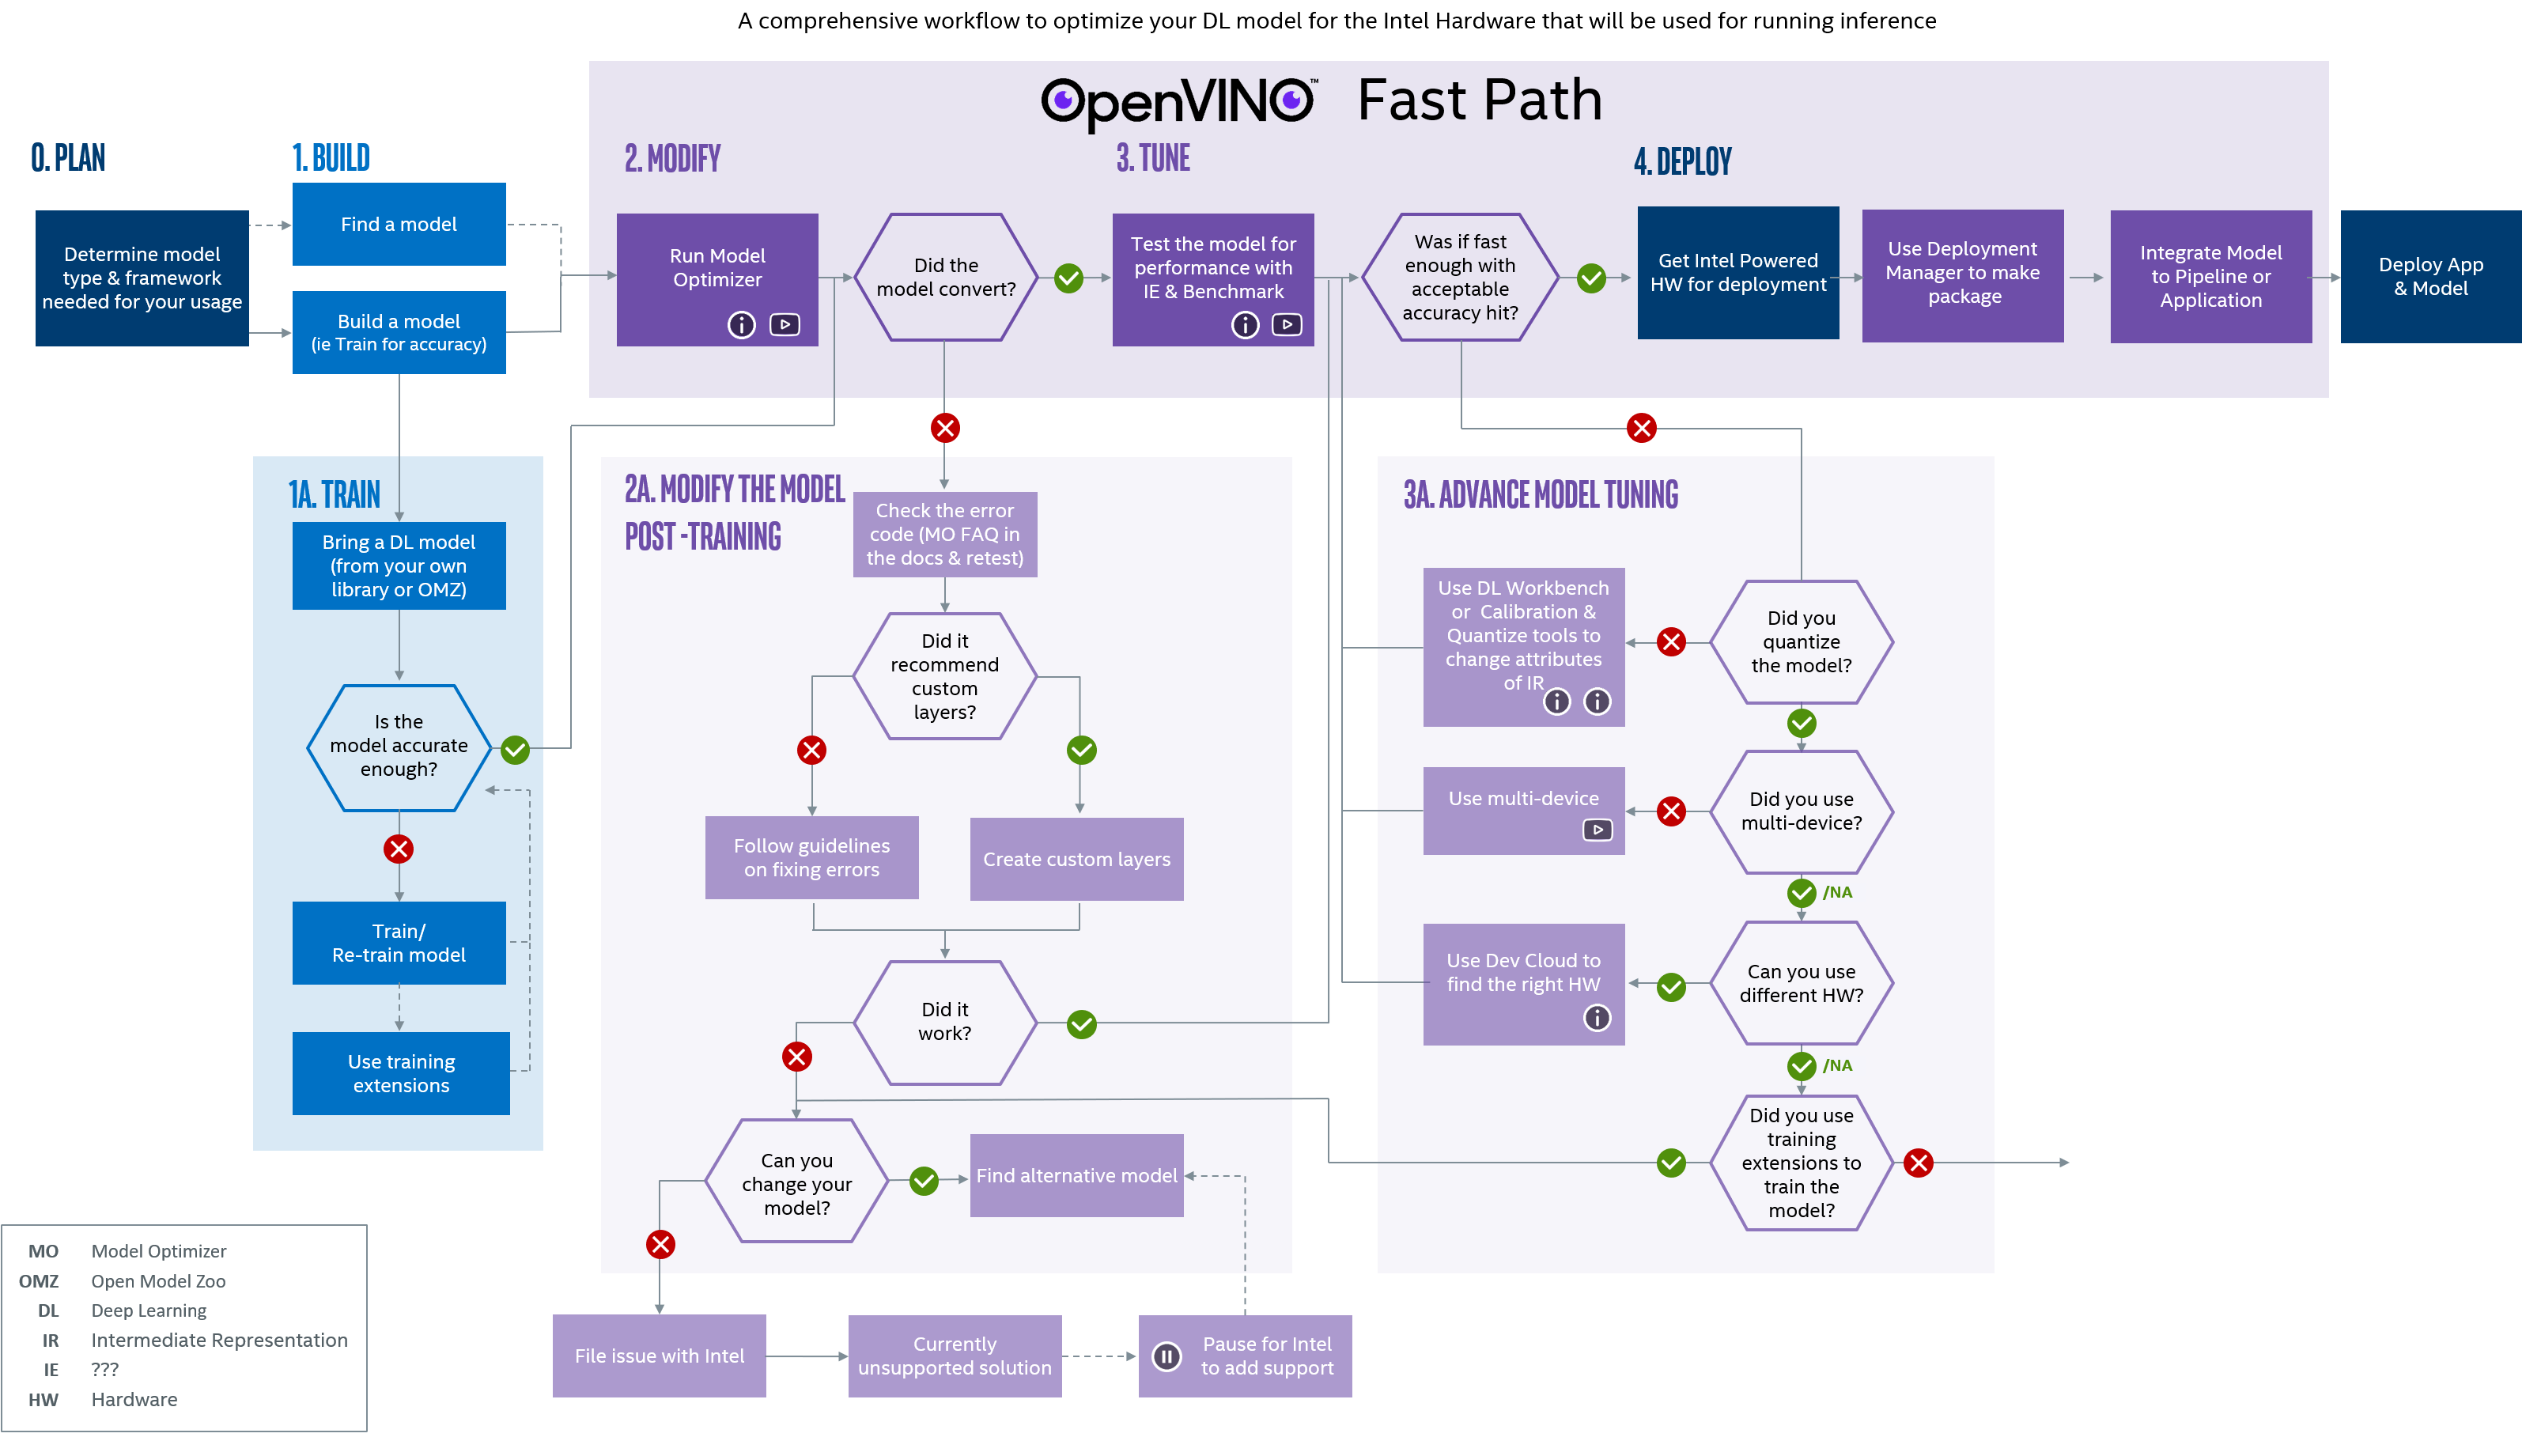 A comprehensive workflow to optimize your DL model for the Intel Hardware that will be used for running inference
OpenVINO™ Fast Path
0. PLAN
1. BUILD
2. MODIFY
3. TUNE
4. DEPLOY
Determine model
type & framework
needed for your usage
Find a model
Build a model
(ie Train for accuracy)
Run Model
Optimizer
Did the
model convert?
Test the model for
performance with
IE & Benchmark
Was if fast
enough with
acceptable
accuracy hit?
Get Intel Powered
HW for deployment
Use Deployment
Manager to make
package
Integrate Model
to Pipeline or
Application
Deploy App
& Model
1A. TRAIN
Bring a DL model
(from your own
library or OMZ)
Is the
model accurate
enough?
Train/
Re-train model
Use training
extensions
2A. MODIFY THE MODEL
POST -TRAINING
Check the error
code (MO FAQ in
the docs & retest)
Did it
recommend
custom
layers?
Follow guidelines
on fixing errors
Create custom layers
Did it
work?
Can you
change your
model?
Find alternative model
File issue with Intel
Currently
unsupported solution
Pause for Intel
to add support
3A. ADVANCE MODEL TUNING
Use DL Workbench
or Calibration &
Quantize tools to
change attributes
of IR
Did you
quantize
the model?
Use multi-device
Did you use
multi-device?
/NA
Use Dev Cloud to
find the right HW
Can you use
different HW?
/NA
Did you use
training
extensions to
train the
model?
MO Model Optimizer
OMZ Open Model Zoo
DL Deep Learning
IR Intermediate Representation
IE ???
HW Hardware